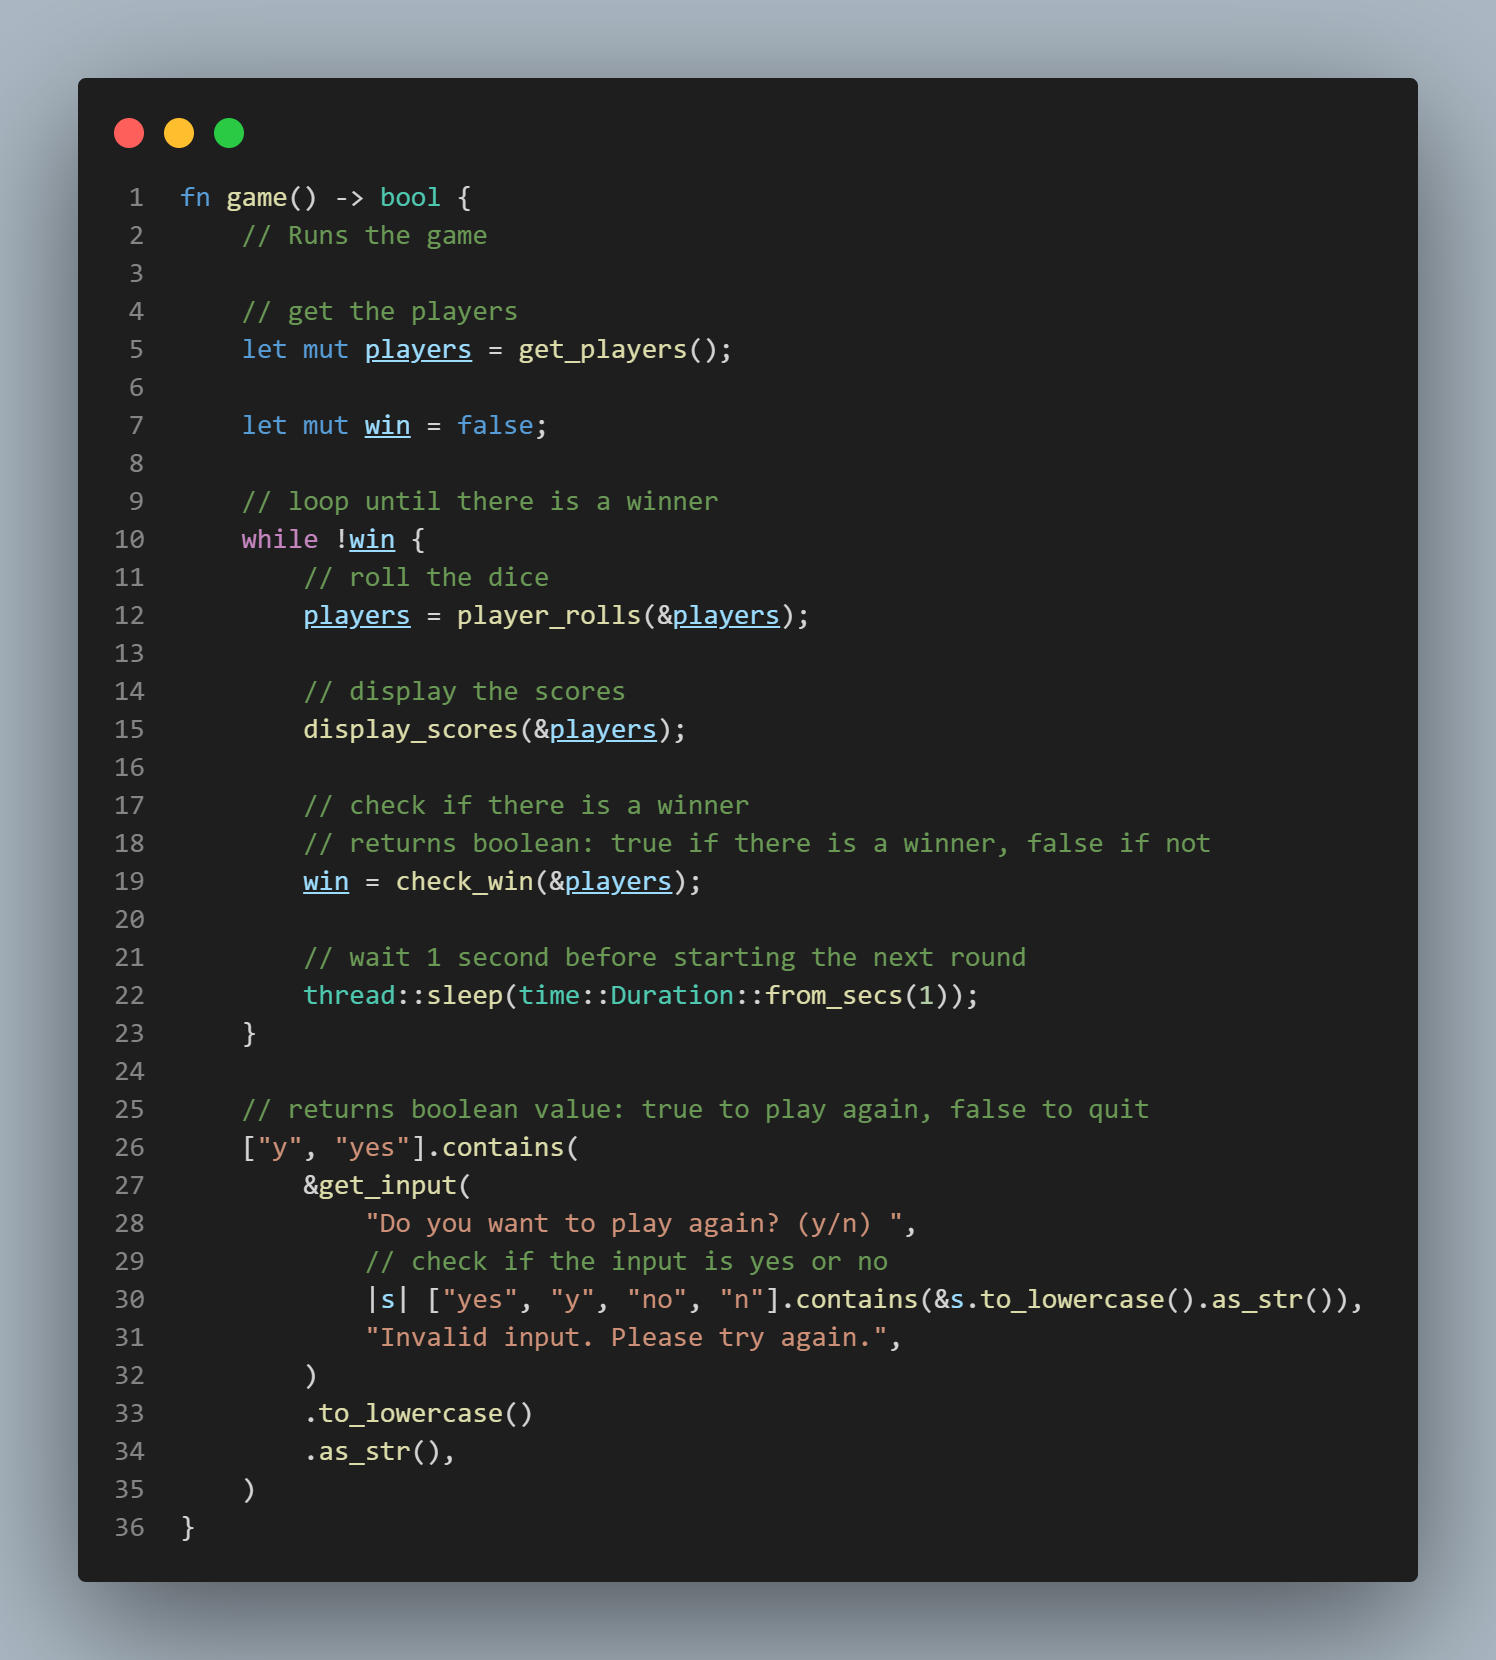 1 fn game() -> bool {
2     // Runs the game
3
4     // get the players
5     let mut players = get_players();
6
7     let mut win = false;
8
9     // loop until there is a winner
10     while !win {
11         // roll the dice
12         players = player_rolls(&players);
13
14         // display the scores
15         display_scores(&players);
16
17         // check if there is a winner
18         // returns boolean: true if there is a winner, false if not
19         win = check_win(&players);
20
21         // wait 1 second before starting the next round
22         thread::sleep(time::Duration::from_secs(1));
23     }
24
25     // returns boolean value: true to play again, false to quit
26     ["y", "yes"].contains(
27         &get_input(
28             "Do you want to play again? (y/n) ",
29             // check if the input is yes or no
30             |s| ["yes", "y", "no", "n"].contains(&s.to_lowercase().as_str()),
31             "Invalid input. Please try again.",
32         )
33         .to_lowercase()
34         .as_str(),
35     )
36 }